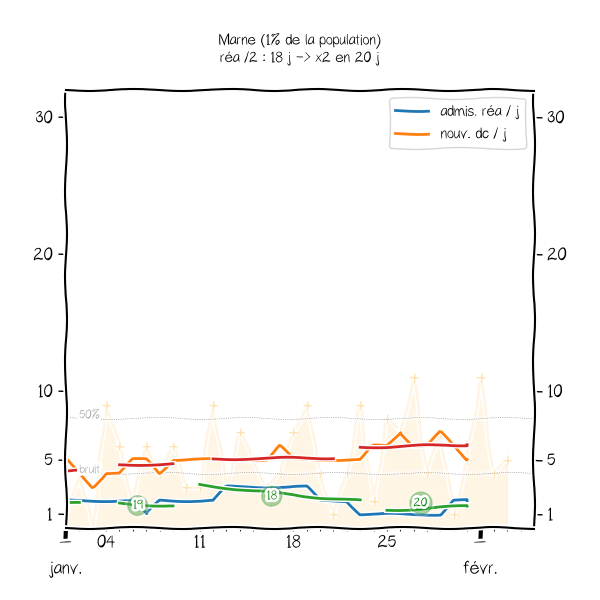 Marne (1% de la population)
réa /2 : 18 j -> x2 en 20 j
admis. réa / j
nouv. dc / j
30
30
20
20
10
10
50%
5
5
bruit
19
18
20
1
1
04
11
18
25
janv.
févr.